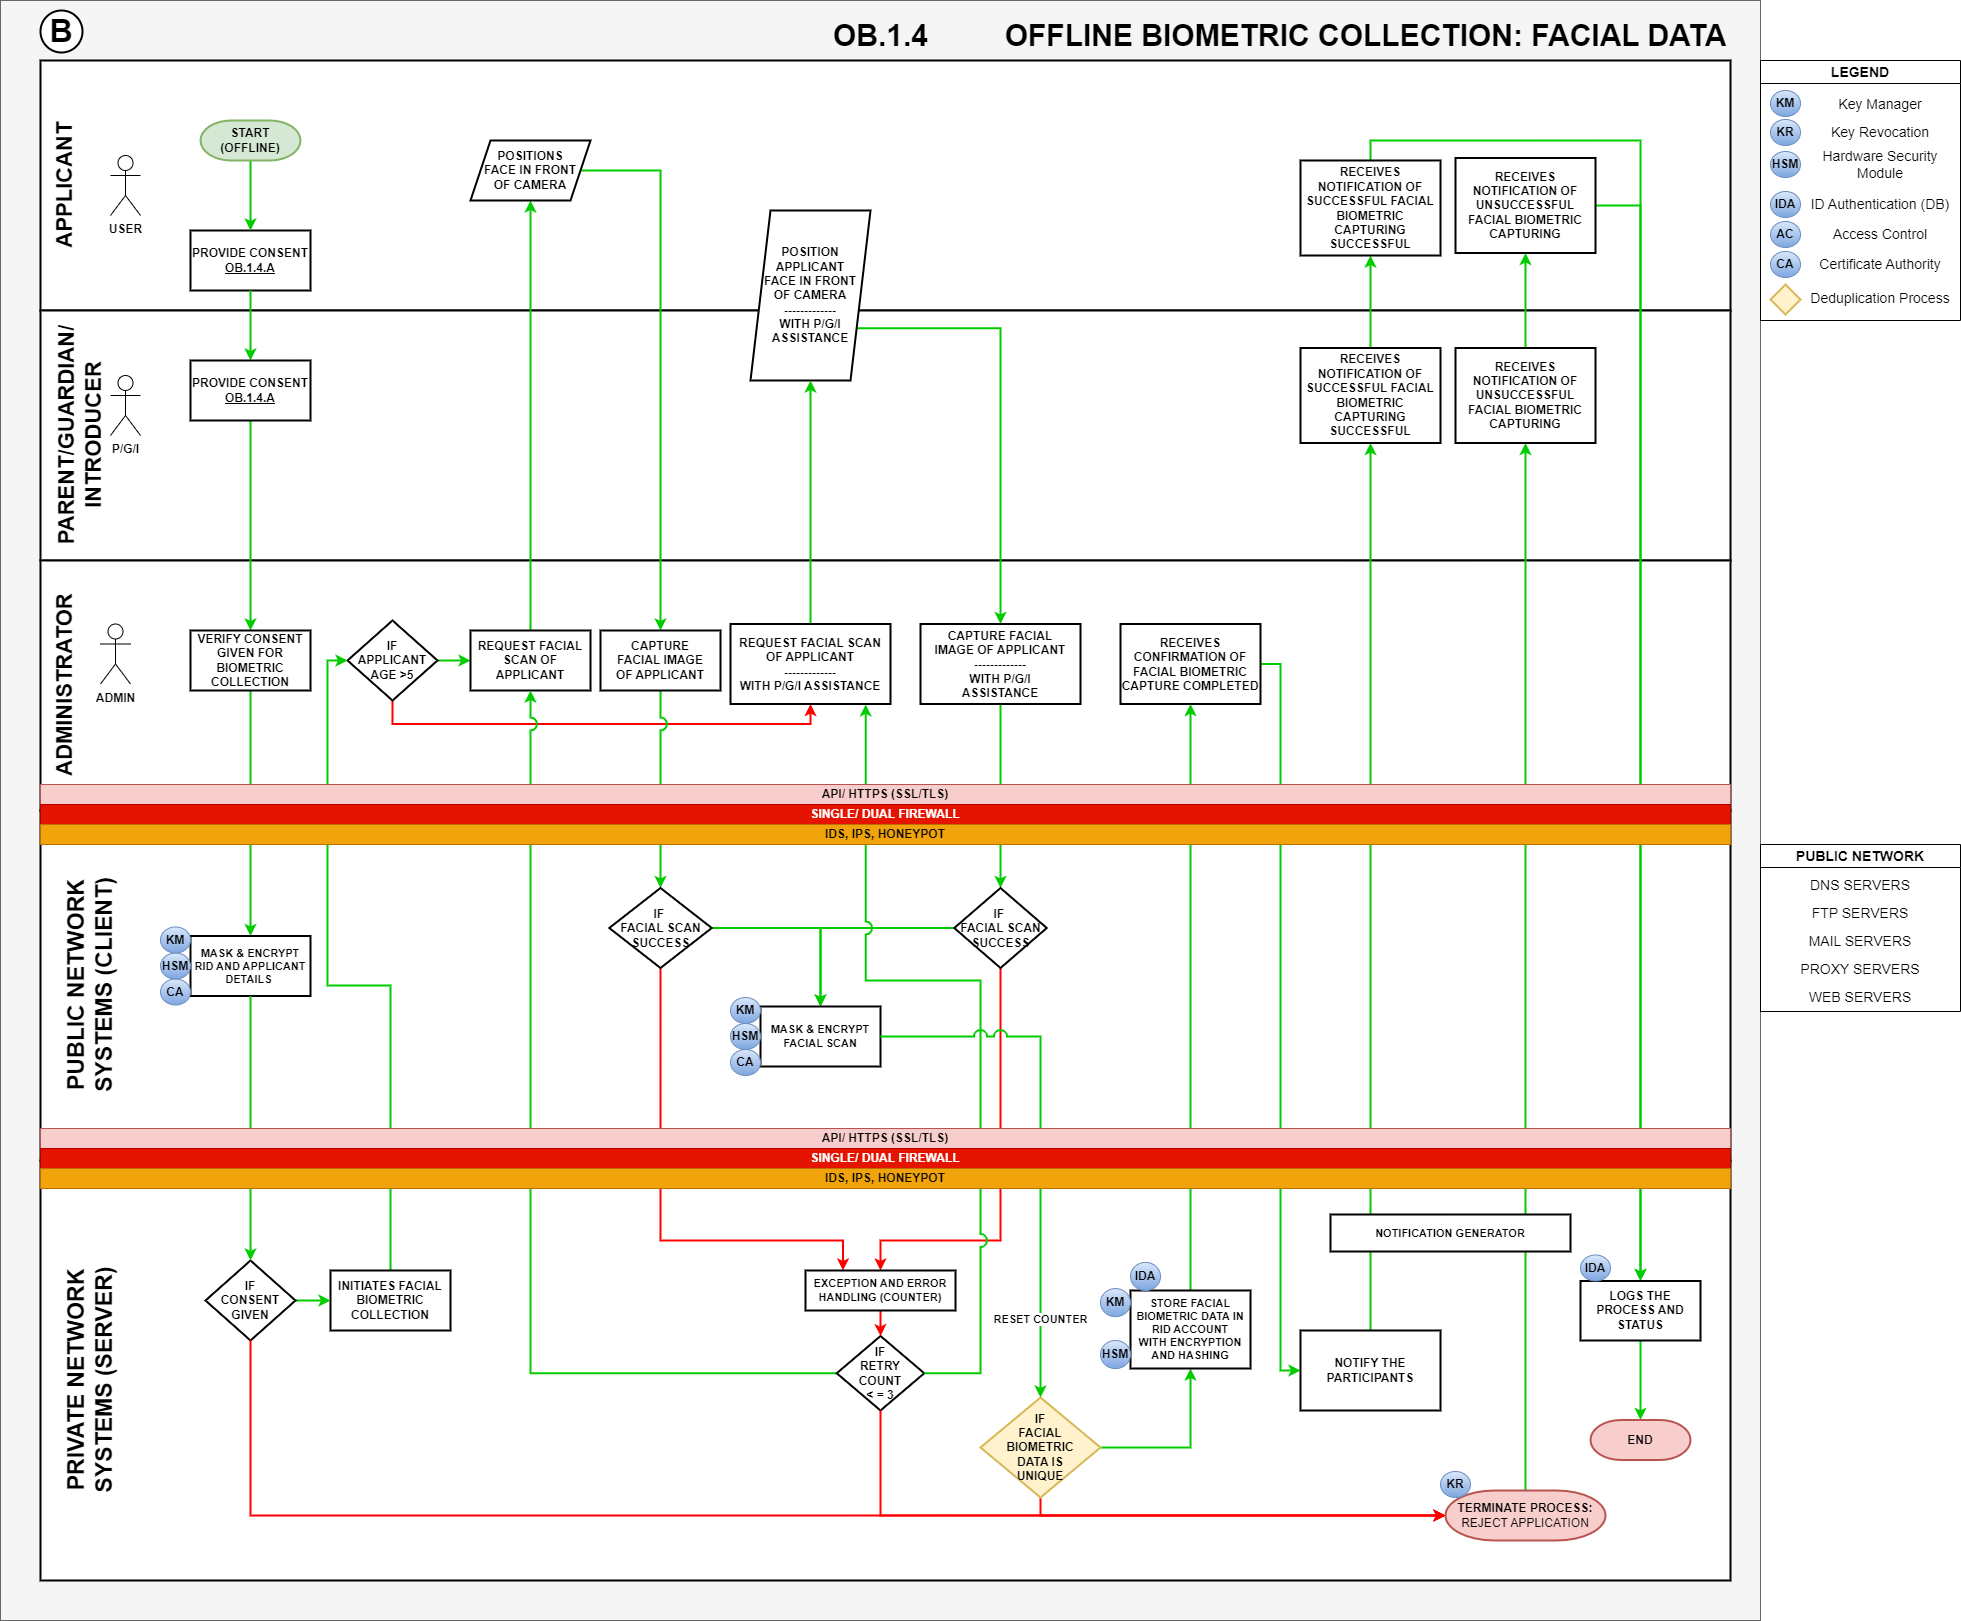 B
OB.1.4
OFFLINE BIOMETRIC COLLECTION: FACIAL DATA
LEGEND
KM
Key Manager
KR
Key Revocation
HSM
Hardware Security
Module
IDA
ID Authentication (DB)
AC
Access Control
CA
Certificate Authority
Deduplication Process
APPLICANT
USER
START
(OFFLINE)
PROVIDE CONSENT
OB.1.4.A
POSITIONS
FACE IN FRONT
OF CAMERA
POSITION
APPLICANT
FACE IN FRONT
OF CAMERA
-------------
WITH P/G/I
ASSISTANCE
RECEIVES
NOTIFICATION OF
SUCCESSFUL FACIAL
BIOMETRIC
CAPTURING
SUCCESSFUL
RECEIVES
NOTIFICATION OF
UNSUCCESSFUL
FACIAL BIOMETRIC
CAPTURING
PARENT/GUARDIAN/
INTRODUCER
P/G/I
PROVIDE CONSENT
OB.1.4.A
RECEIVES
NOTIFICATION OF
SUCCESSFUL FACIAL
BIOMETRIC
CAPTURING
SUCCESSFUL
RECEIVES
NOTIFICATION OF
UNSUCCESSFUL
FACIAL BIOMETRIC
CAPTURING
ADMINISTRATOR
ADMIN
VERIFY CONSENT
GIVEN FOR
BIOMETRIC
COLLECTION
IF
APPLICANT
AGE >5
REQUEST FACIAL
SCAN OF
APPLICANT
CAPTURE
FACIAL IMAGE
OF APPLICANT
REQUEST FACIAL SCAN
OF APPLICANT
-------------
WITH P/G/I ASSISTANCE
CAPTURE FACIAL
IMAGE OF APPLICANT
-------------
WITH P/G/I
ASSISTANCE
RECEIVES
CONFIRMATION OF
FACIAL BIOMETRIC
CAPTURE COMPLETED
API/ HTTPS (SSL/TLS)
SINGLE/ DUAL FIREWALL
IDS, IPS, HONEYPOT
PUBLIC NETWORK
SYSTEMS (CLIENT)
KM
HSM
CA
MASK & ENCRYPT
RID AND APPLICANT
DETAILS
IF
FACIAL SCAN
SUCCESS
IF
FACIAL SCAN
SUCCESS
KM
HSM
CA
MASK & ENCRYPT
FACIAL SCAN
PUBLIC NETWORK
DNS SERVERS
FTP SERVERS
MAIL SERVERS
PROXY SERVERS
WEB SERVERS
API/ HTTPS (SSL/TLS)
SINGLE/ DUAL FIREWALL
IDS, IPS, HONEYPOT
PRIVATE NETWORK
SYSTEMS (SERVER)
IF
CONSENT
GIVEN
INITIATES FACIAL
BIOMETRIC
COLLECTION
EXCEPTION AND ERROR
HANDLING (COUNTER)
IF
RETRY
COUNT
< = 3
RESET COUNTER
IF
FACIAL
BIOMETRIC
DATA IS
UNIQUE
IDA
KM
HSM
STORE FACIAL
BIOMETRIC DATA IN
RID ACCOUNT
WITH ENCRYPTION
AND HASHING
NOTIFICATION GENERATOR
NOTIFY THE
PARTICIPANTS
IDA
LOGS THE
PROCESS AND
STATUS
END
KR
TERMINATE PROCESS:
REJECT APPLICATION